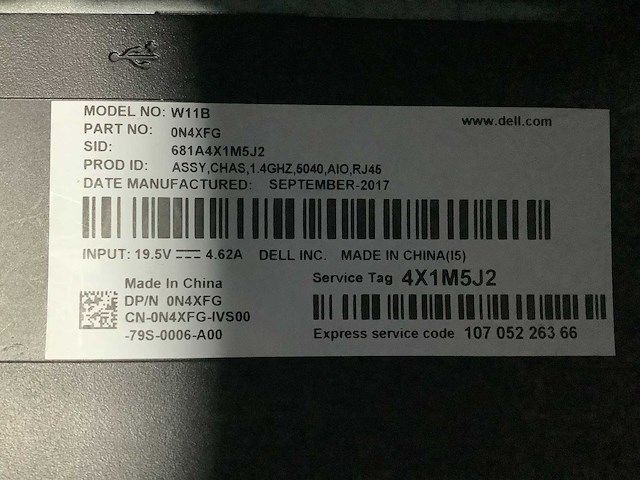 MODEL NO: W11B
www.dell.com
PART NO: 0N4XFG
SID: 681A4X1M5J2
PROD ID: ASSY,CHAS,1.4GHZ,5040,AIO,RJ45
DATE MANUFACTURED: SEPTEMBER-2017
INPUT: 19.5V ⎓ 4.62A DELL INC. MADE IN CHINA(I5)
Made in China
DP/N 0N4XFG
CN-0N4XFG-IVS00
-79S-0006-A00
Service Tag 4X1M5J2
Express service code 107 052 263 66